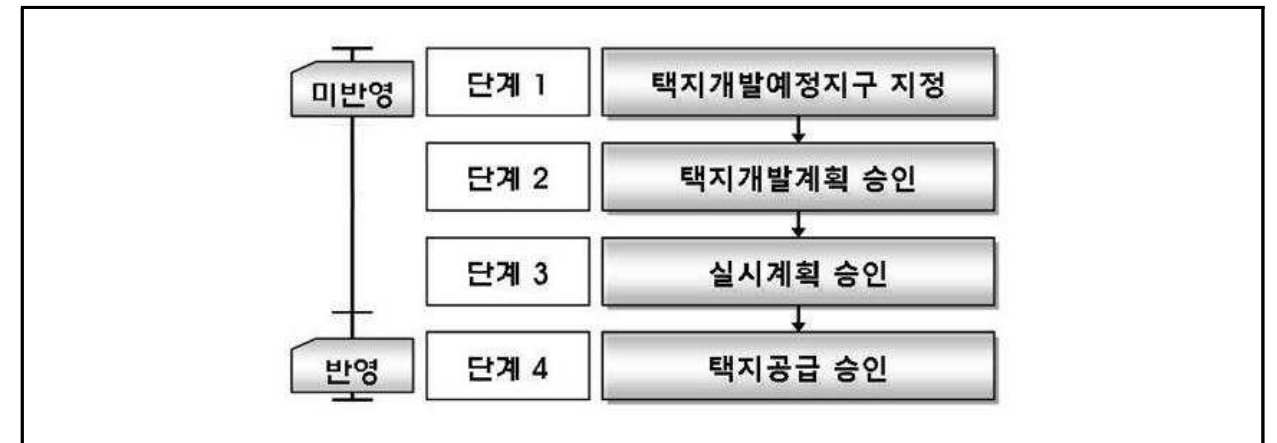 미반영 단계 1 택지개발예정지구 지정
단계 2 택지개발계획 승인
단계 3 실시계획 승인
반영 단계 4 택지공급 승인